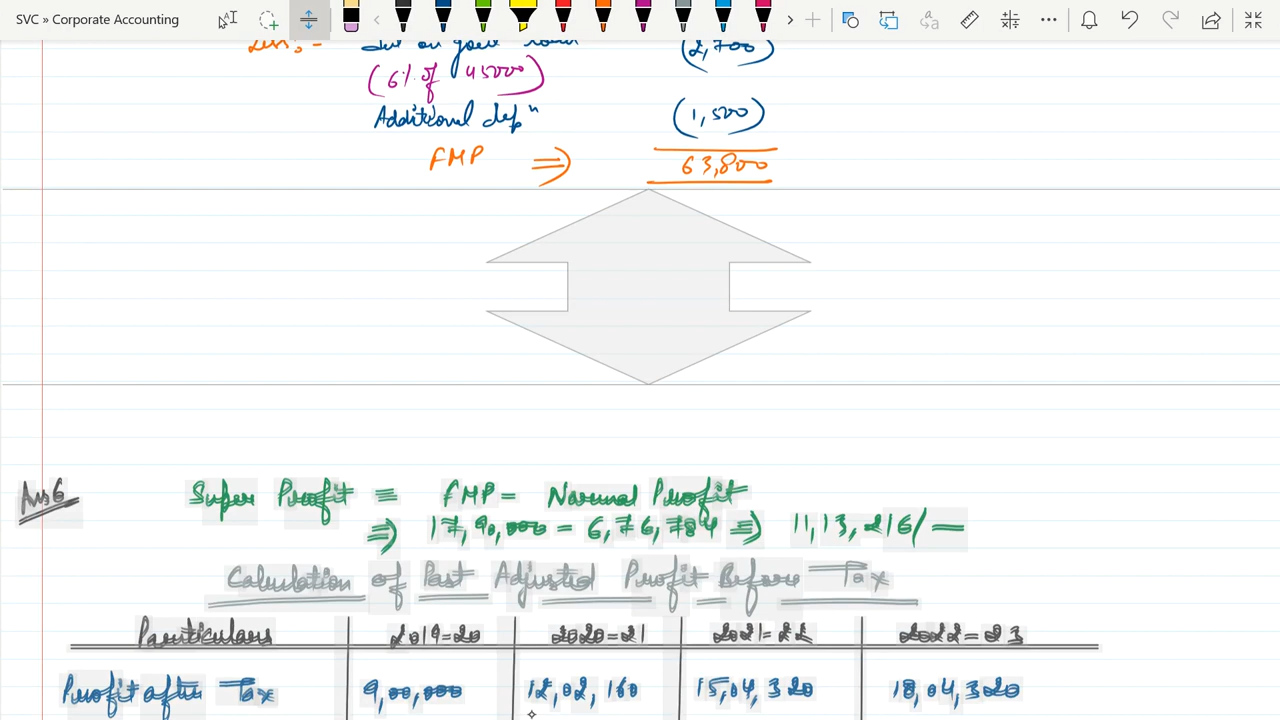 SVC » Corporate Accounting
(2,700)
(6% of 45000)
Additional depⁿ (1,500)
FMP ⇒ 63,800
Ans6 Super Profit = FMP - Normal Profit
⇒ 17,90,000 - 6,76,784 ⇒ 11,13,216/-
Calculation of Past Adjusted Profit Before Tax
Particulars 2019-20 2020-21 2021-22 2022-23
Profit after Tax 9,00,000 12,02,160 15,04,320 18,04,320